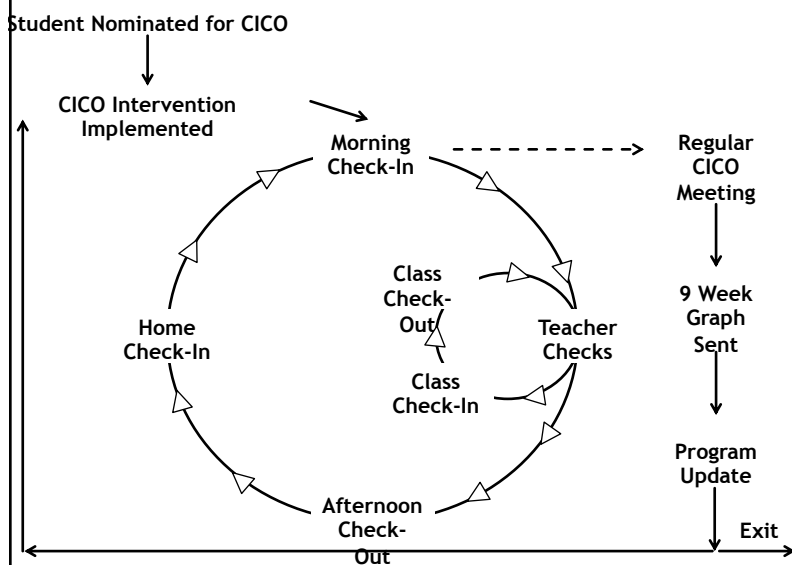 Student Nominated for CICO
CICO Intervention
Implemented
Morning
Check-In
Regular
CICO
Meeting
Class
Check-
Out
9 Week
Graph
Sent
Home
Check-In
Teacher
Checks
Class
Check-In
Program
Update
Afternoon
Check-
Out
Exit